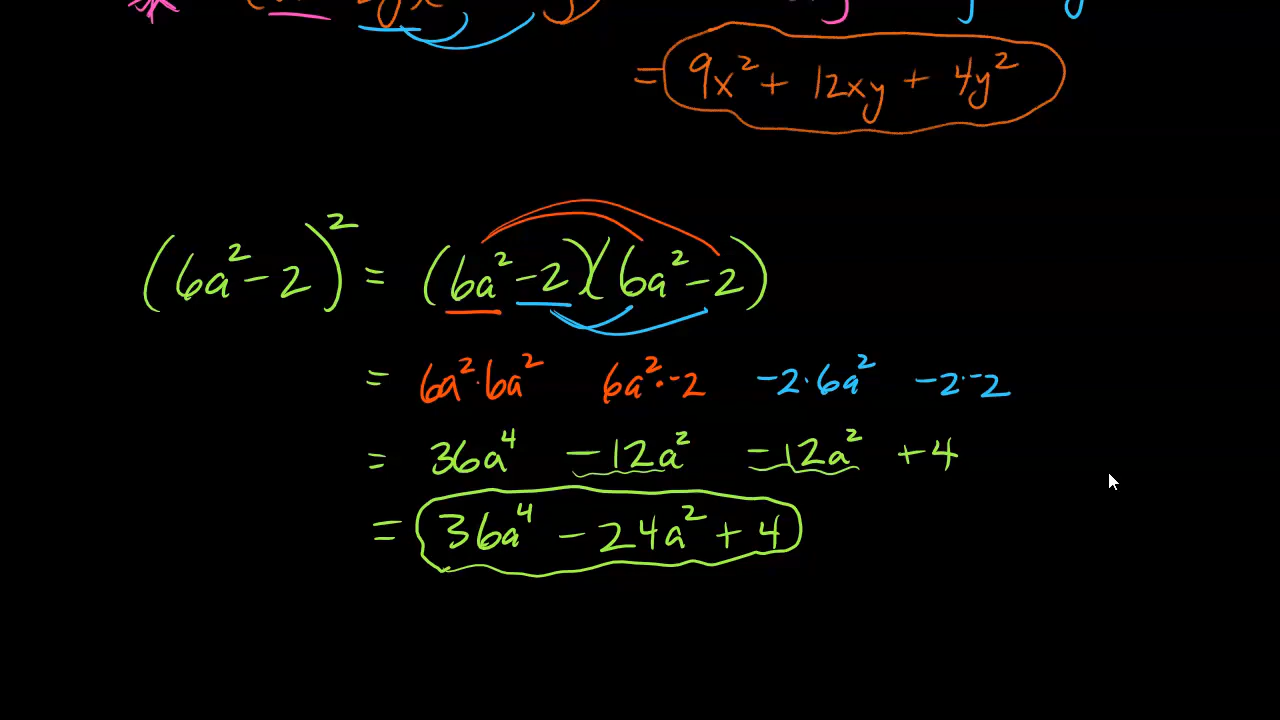 = 9x² + 12xy + 4y²
(6a² - 2)² = (6a² - 2)(6a² - 2)
= 6a²·6a² 6a²·-2 -2·6a² -2·-2
= 36a⁴ -12a² -12a² +4
= 36a⁴ - 24a² + 4